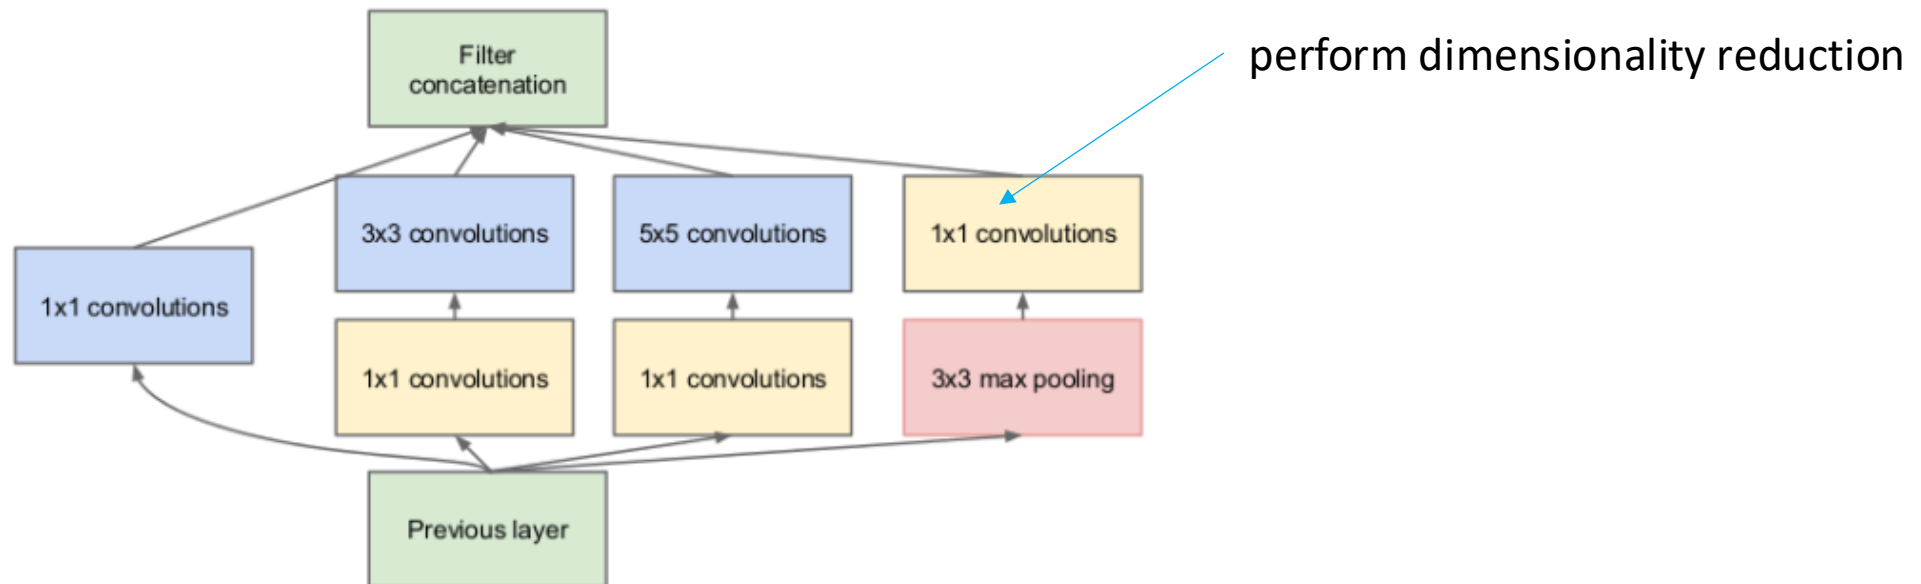 Filter
concatenation
perform dimensionality reduction
3x3 convolutions
5x5 convolutions
1x1 convolutions
1x1 convolutions
1x1 convolutions
1x1 convolutions
3x3 max pooling
Previous layer